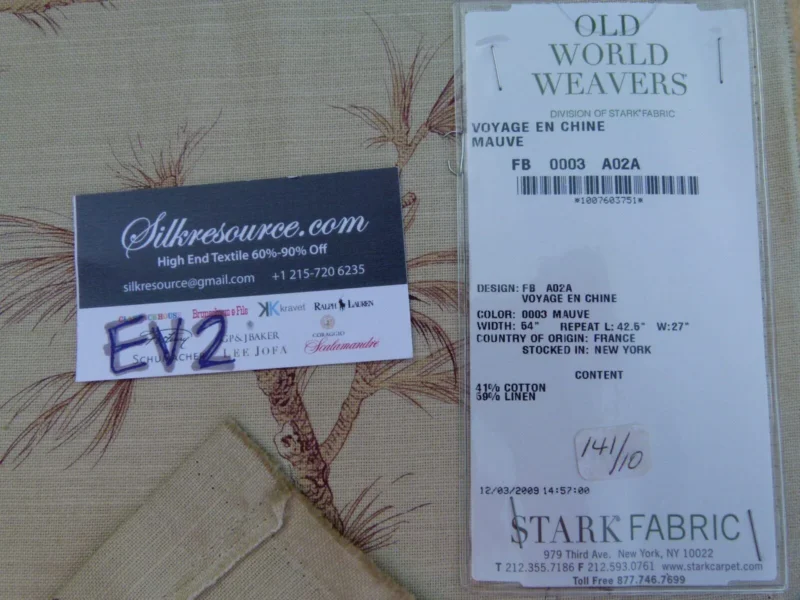 Silkresource.com
High End Textile 60%-90% Off
silkresource@gmail.com +1 215-720 6235
kravet RALPH LAUREN
EV2
GP&J BAKER CORAGGIO
SCHUMACHER LEE JOFA Scalamandre
OLD
WORLD
WEAVERS
DIVISION OF STARK FABRIC
VOYAGE EN CHINE
MAUVE
FB 0003 A02A
*1007603751*
DESIGN: FB A02A
VOYAGE EN CHINE
COLOR: 0003 MAUVE
WIDTH: 54" REPEAT L: 42.5" W:27"
COUNTRY OF ORIGIN: FRANCE
STOCKED IN: NEW YORK
CONTENT
41% COTTON
59% LINEN
141/10
12/03/2009 14:57:00
STARK FABRIC
979 Third Ave. New York, NY 10022
T 212.355.7186 F 212.593.0761 www.starkcarpet.com
Toll Free 877.746.7699